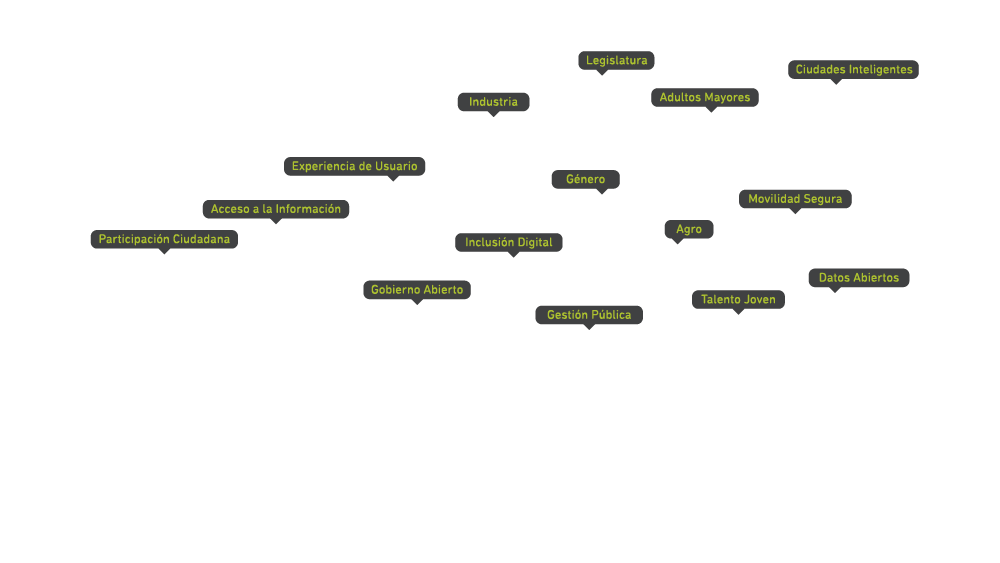 Legislatura
Ciudades Inteligentes
Adultos Mayores
Industria
Experiencia de Usuario
Género
Movilidad Segura
Acceso a la Información
Agro
Participación Ciudadana
Inclusión Digital
Datos Abiertos
Gobierno Abierto
Talento Joven
Gestión Pública